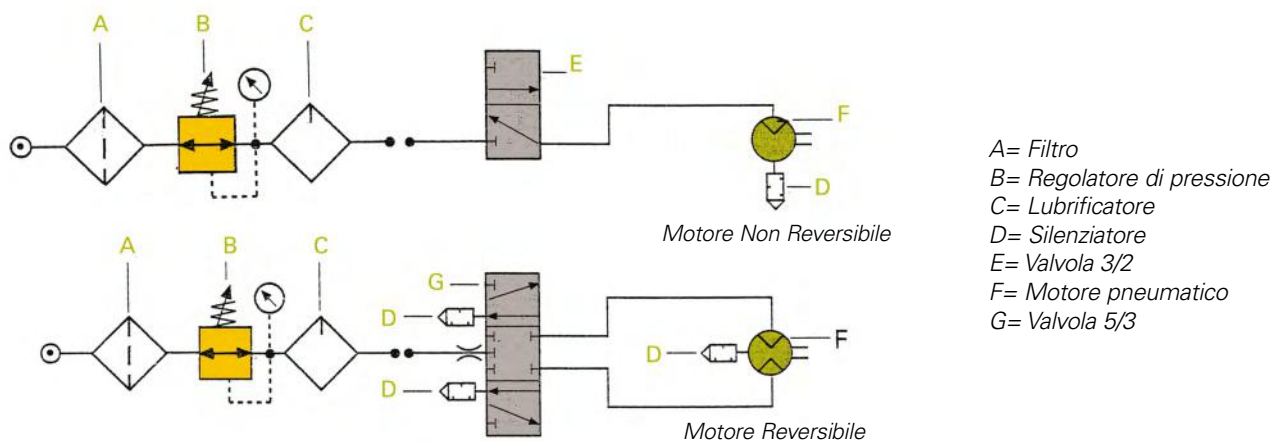 A B C
E
F
D
Motore Non Reversibile
A B C
G
D
D
D
F
Motore Reversibile
A= Filtro
B= Regolatore di pressione
C= Lubrificatore
D= Silenziatore
E= Valvola 3/2
F= Motore pneumatico
G= Valvola 5/3